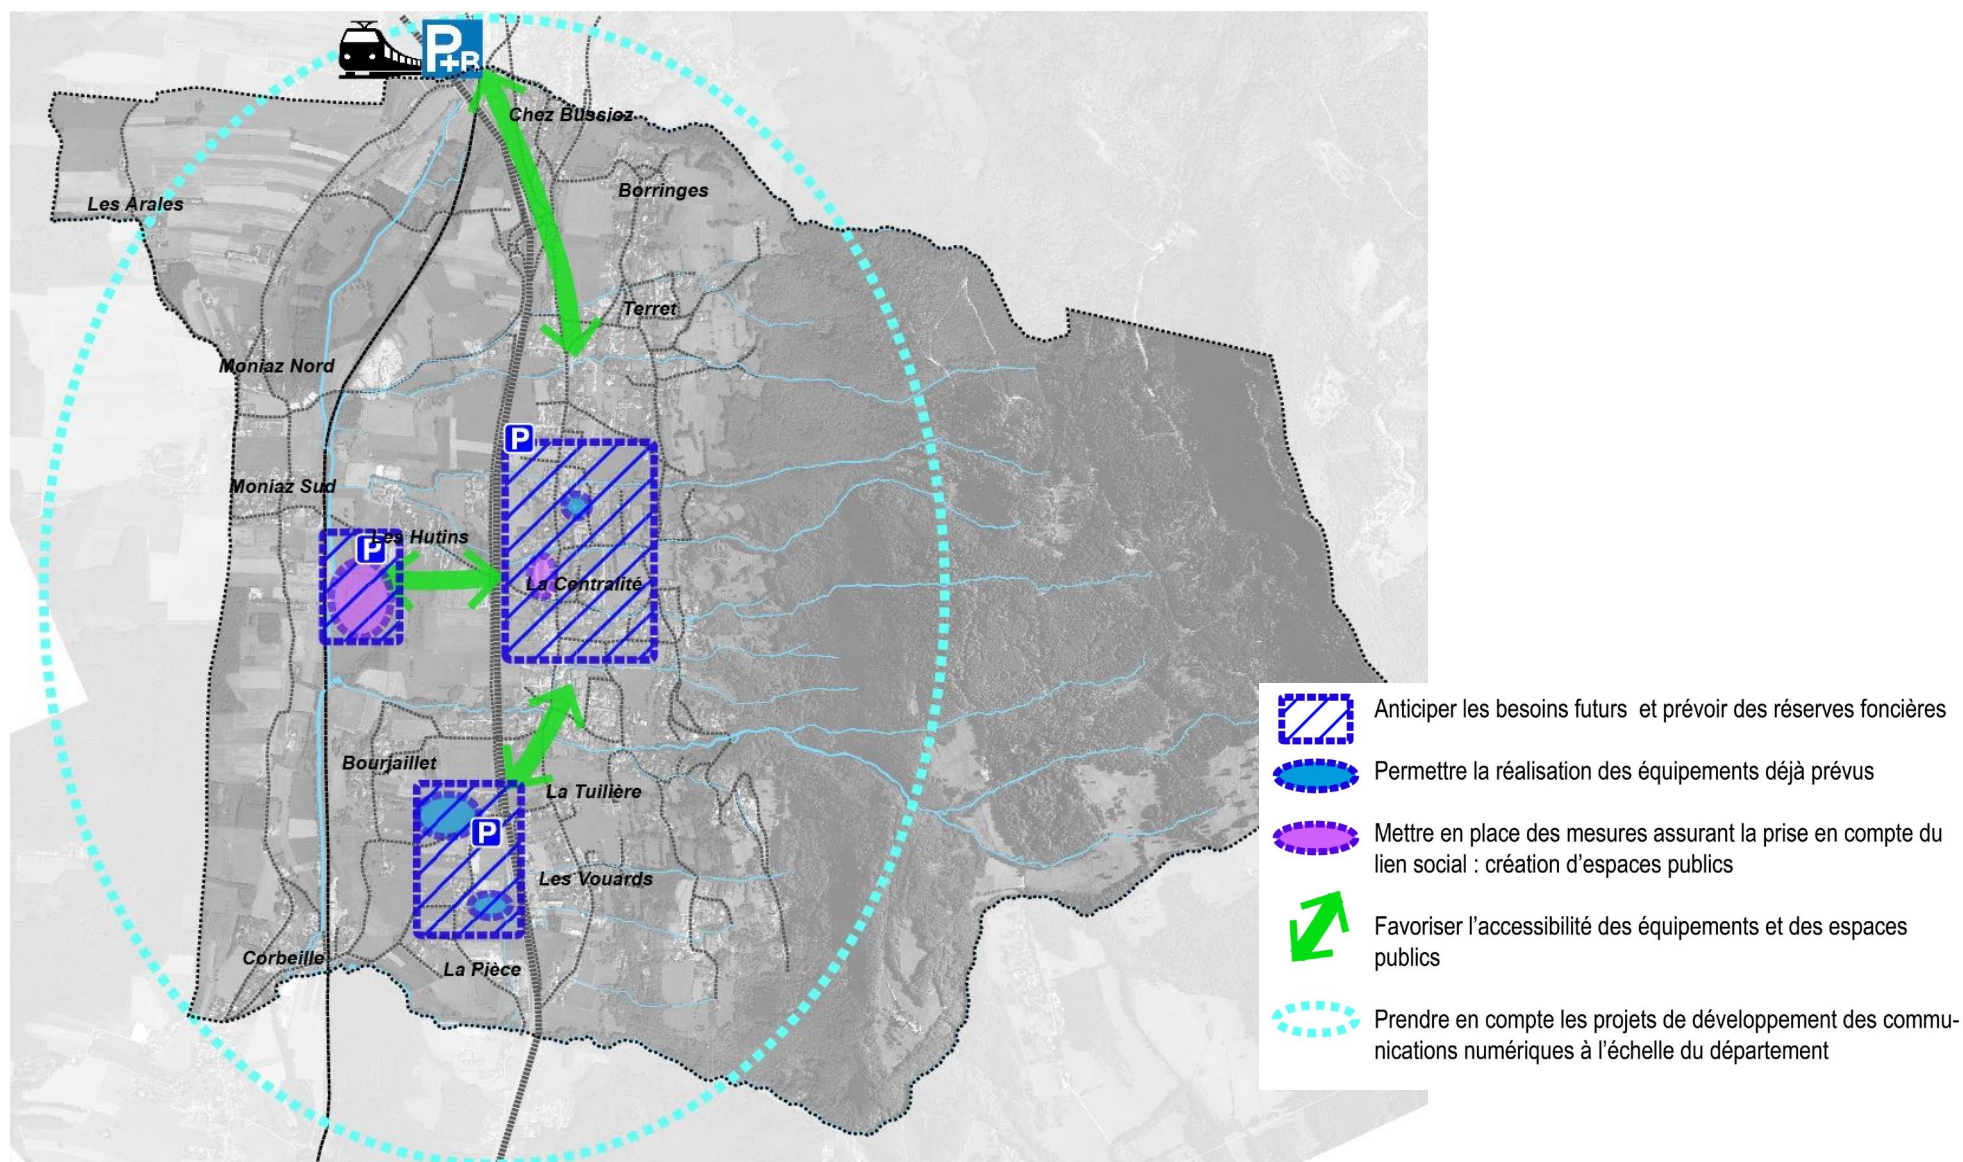 P+R
Chez Bussioz
Borringes
Les Arales
Terret
Moniaz Nord
P
Moniaz Sud
Les Hutins
P
La Centralité
Bourjaillet
La Tuilière
P
Les Vouards
Corbeille
La Pièce
Anticiper les besoins futurs et prévoir des réserves foncières
Permettre la réalisation des équipements déjà prévus
Mettre en place des mesures assurant la prise en compte du
lien social : création d'espaces publics
Favoriser l'accessibilité des équipements et des espaces
publics
Prendre en compte les projets de développement des commu-
nications numériques à l'échelle du département